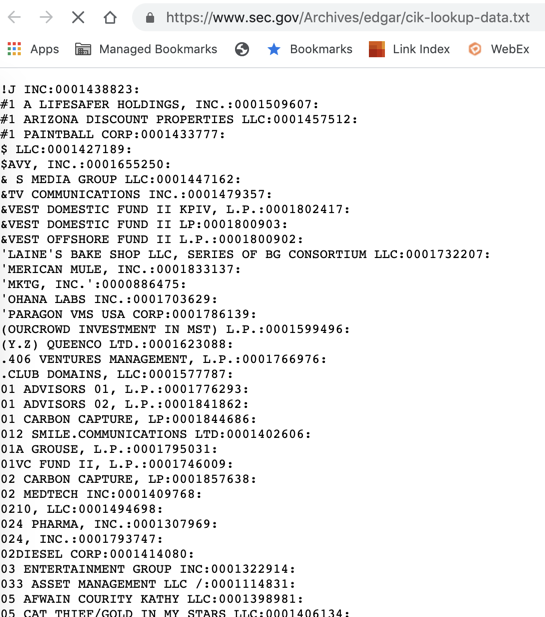 https://www.sec.gov/Archives/edgar/cik-lookup-data.txt
Apps Managed Bookmarks Bookmarks Link Index WebEx
!J INC:0001438823:
#1 A LIFESAFER HOLDINGS, INC.:0001509607:
#1 ARIZONA DISCOUNT PROPERTIES LLC:0001457512:
#1 PAINTBALL CORP:0001433777:
$ LLC:0001427189:
$AVY, INC.:0001655250:
& S MEDIA GROUP LLC:0001447162:
&TV COMMUNICATIONS INC.:0001479357:
&VEST DOMESTIC FUND II KPIV, L.P.:0001802417:
&VEST DOMESTIC FUND II LP:0001800903:
&VEST OFFSHORE FUND II L.P.:0001800902:
'LAINE'S BAKE SHOP LLC, SERIES OF BG CONSORTIUM LLC:0001732207:
'MERICAN MULE, INC.:0001833137:
'MKTG, INC.':0000886475:
'OHANA LABS INC.:0001703629:
'PARAGON VMS USA CORP:0001786139:
(OURCROWD INVESTMENT IN MST) L.P.:0001599496:
(Y.Z) QUEENCO LTD.:0001623088:
.406 VENTURES MANAGEMENT, L.P.:0001766976:
.CLUB DOMAINS, LLC:0001577787:
01 ADVISORS 01, L.P.:0001776293:
01 ADVISORS 02, L.P.:0001841862:
01 CARBON CAPTURE, LP:0001844686:
012 SMILE.COMMUNICATIONS LTD:0001402606:
01A GROUSE, L.P.:0001795031:
01VC FUND II, L.P.:0001746009:
02 CARBON CAPTURE, LP:0001857638:
02 MEDTECH INC:0001409768:
0210, LLC:0001494698:
024 PHARMA, INC.:0001307969:
024, INC.:0001793747:
02DIESEL CORP:0001414080:
03 ENTERTAINMENT GROUP INC:0001322914:
033 ASSET MANAGEMENT LLC /:0001114831:
05 AFWAIN COURITY KATHY LLC:0001398981:
05 CAT THIEF/GOLD IN MY STARS LLC:0001406134: